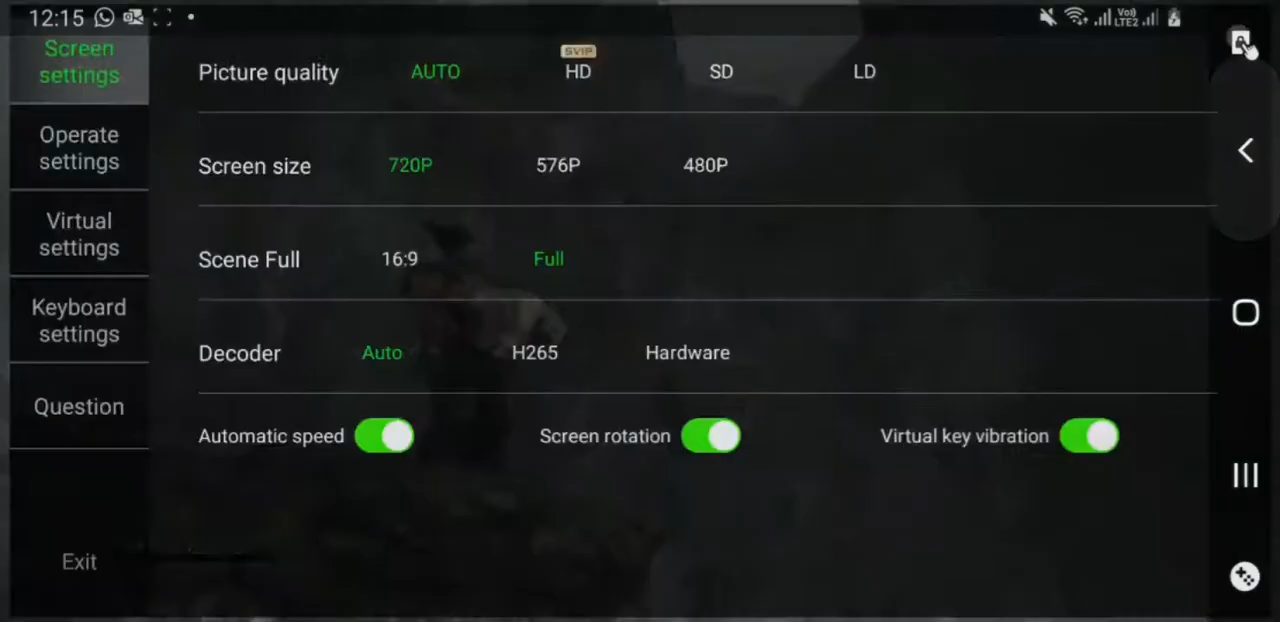 12:15
Vo))
LTE2
Screen
settings
Operate
settings
Virtual
settings
Keyboard
settings
Question
Exit
Picture quality AUTO SVIP HD SD LD
Screen size 720P 576P 480P
Scene Full 16:9 Full
Decoder Auto H265 Hardware
Automatic speed Screen rotation Virtual key vibration